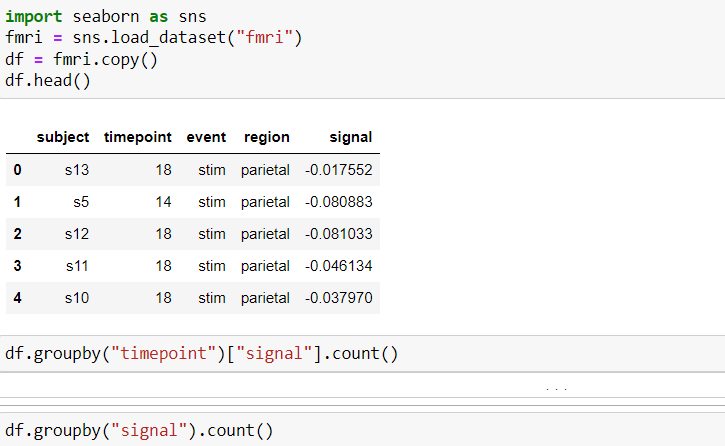 import seaborn as sns
fmri = sns.load_dataset("fmri")
df = fmri.copy()
df.head()
subject timepoint event region signal
0 s13 18 stim parietal -0.017552
1 s5 14 stim parietal -0.080883
2 s12 18 stim parietal -0.081033
3 s11 18 stim parietal -0.046134
4 s10 18 stim parietal -0.037970
df.groupby("timepoint")["signal"].count()
...
df.groupby("signal").count()